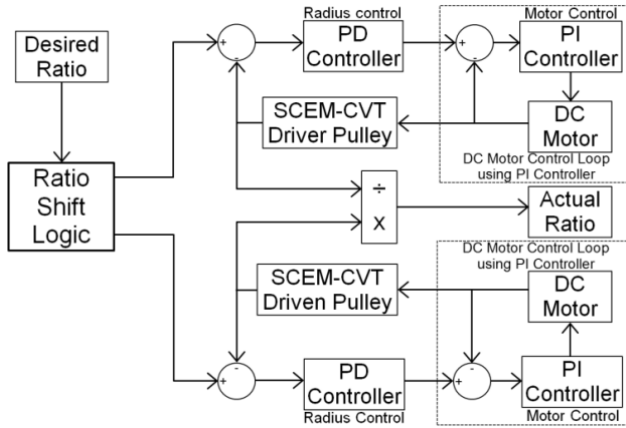 Radius control
Motor Control
Desired
Ratio
+
-
PD
Controller
+
-
PI
Controller
SCEM-CVT
Driver Pulley
DC
Motor
DC Motor Control Loop
using PI Controller
Ratio
Shift
Logic
÷
X
Actual
Ratio
DC Motor Control Loop
using PI Controller
SCEM-CVT
Driven Pulley
DC
Motor
+
-
PD
Controller
+
-
PI
Controller
Radius Control
Motor Control